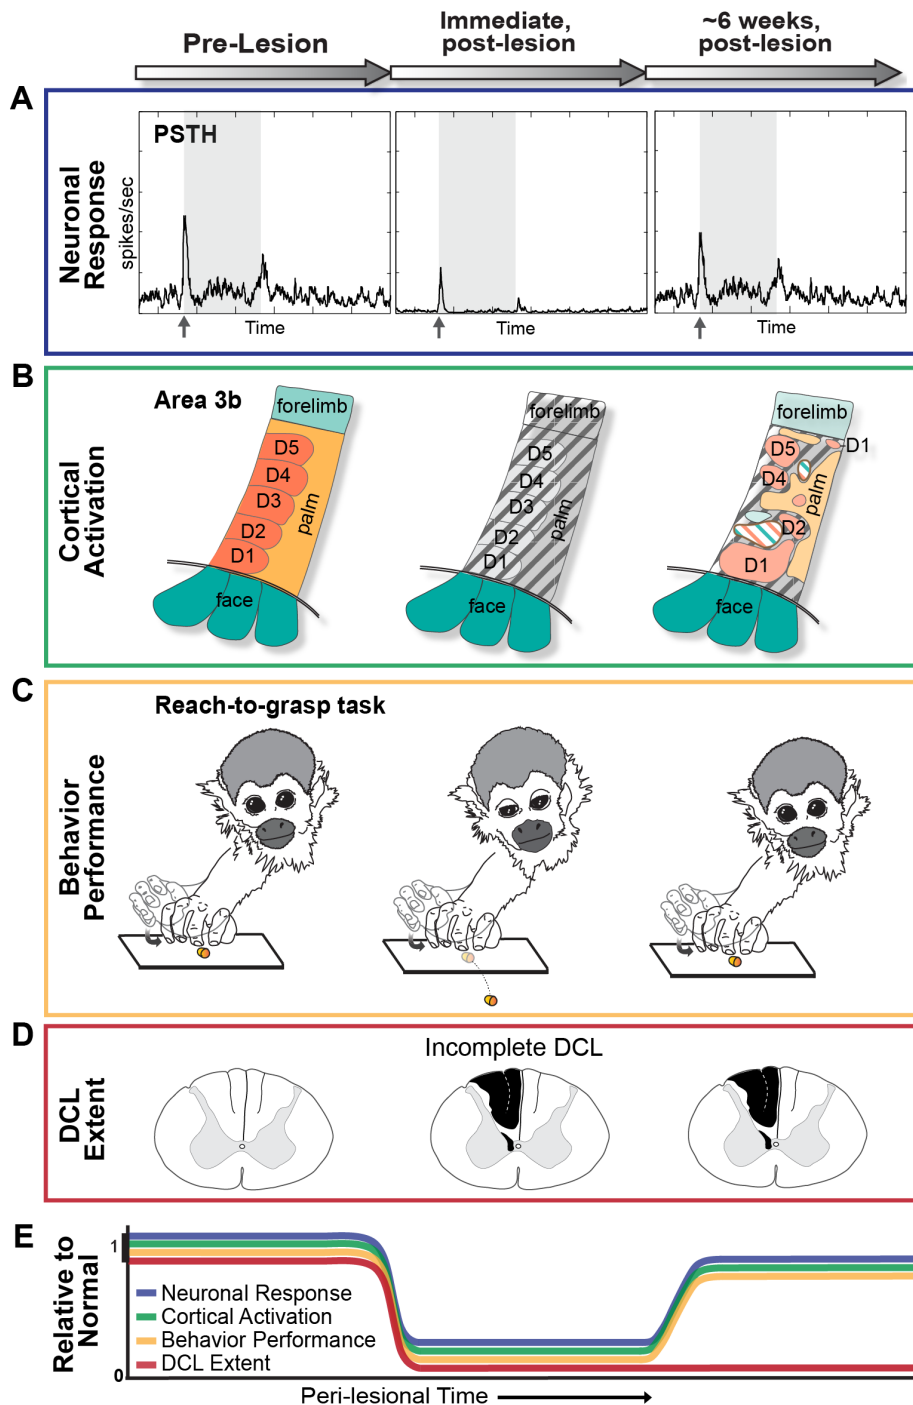 Pre-Lesion
Immediate,
post-lesion
~6 weeks,
post-lesion
A
Neuronal
Response
spikes/sec
PSTH
Time
Time
Time
B
Cortical
Activation
Area 3b
forelimb
D5
D4
D3
D2
D1
palm
face
forelimb
D5
D4
D3
D2
D1
palm
face
forelimb
D1
D5
D4
palm
D2
D1
face
C
Behavior
Performance
Reach-to-grasp task
D
DCL
Extent
Incomplete DCL
E
Relative to
Normal
1
0
Neuronal Response
Cortical Activation
Behavior Performance
DCL Extent
Peri-lesional Time